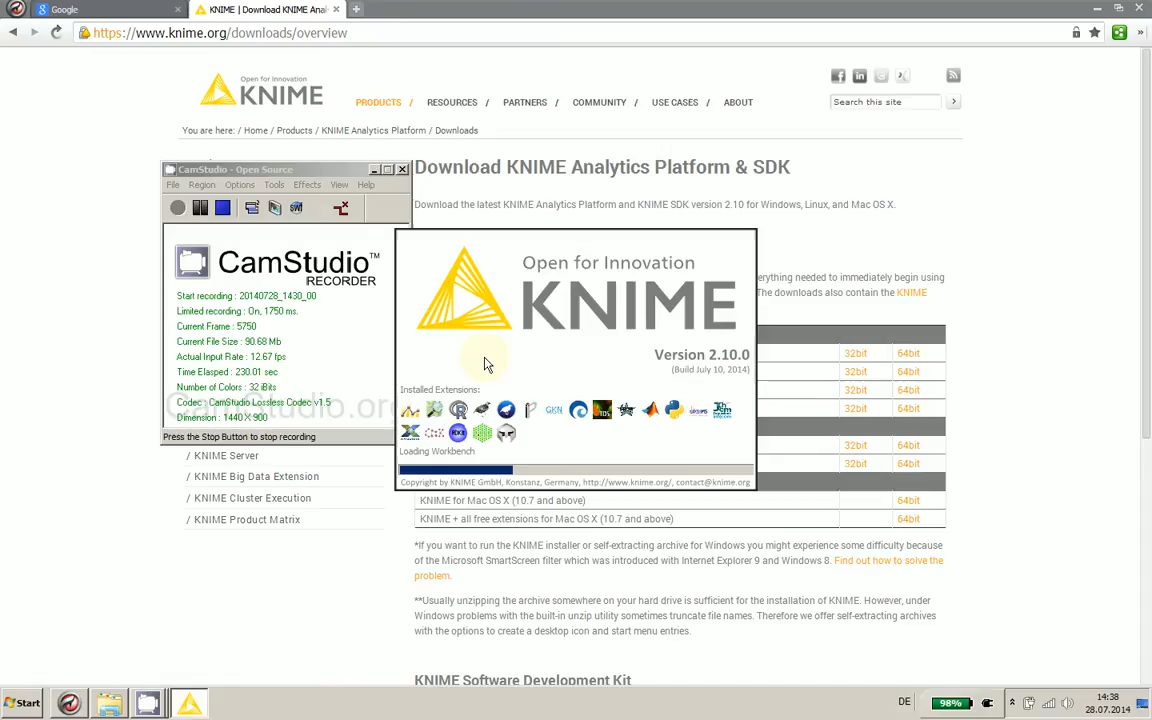 Google
KNIME | Download KNIME Anal
https://www.knime.org/downloads/overview
Open for Innovation
KNIME
PRODUCTS / RESOURCES / PARTNERS / COMMUNITY / USE CASES / ABOUT
Search this site
You are here: / Home / Products / KNIME Analytics Platform / Downloads
CamStudio - Open Source
File Region Options Tools Effects View Help
CamStudio™
RECORDER
Start recording : 20140728_1430_00
Limited recording : On, 1750 ms.
Current Frame : 5750
Current File Size : 90.68 Mb
Actual Input Rate : 12.67 fps
Time Elasped : 230.01 sec
Number of Colors : 32 iBits
Codec : CamStudio Lossless Codec v1.5
Dimension : 1440 X 900
CamStudio.org
Press the Stop Button to stop recording
Download KNIME Analytics Platform & SDK
Download the latest KNIME Analytics Platform and KNIME SDK version 2.10 for Windows, Linux, and Mac OS X.
everything needed to immediately begin using
The downloads also contain the KNIME
32bit 64bit
32bit 64bit
32bit 64bit
32bit 64bit
32bit 64bit
32bit 64bit
Open for Innovation
KNIME
Version 2.10.0
(Build July 10, 2014)
Installed Extensions:
Loading Workbench
Copyright by KNIME GmbH, Konstanz, Germany, http://www.knime.org/, contact@knime.org
/ KNIME Server
/ KNIME Big Data Extension
/ KNIME Cluster Execution
/ KNIME Product Matrix
KNIME for Mac OS X (10.7 and above) 64bit
KNIME + all free extensions for Mac OS X (10.7 and above) 64bit
*If you want to run the KNIME installer or self-extracting archive for Windows you might experience some difficulty because
of the Microsoft SmartScreen filter which was introduced with Internet Explorer 9 and Windows 8. Find out how to solve the
problem.
**Usually unzipping the archive somewhere on your hard drive is sufficient for the installation of KNIME. However, under
Windows problems with the built-in unzip utility sometimes truncate file names. Therefore we offer self-extracting archives
with the options to create a desktop icon and start menu entries.
KNIME Software Development Kit
Start
DE
98%
14:38
28.07.2014